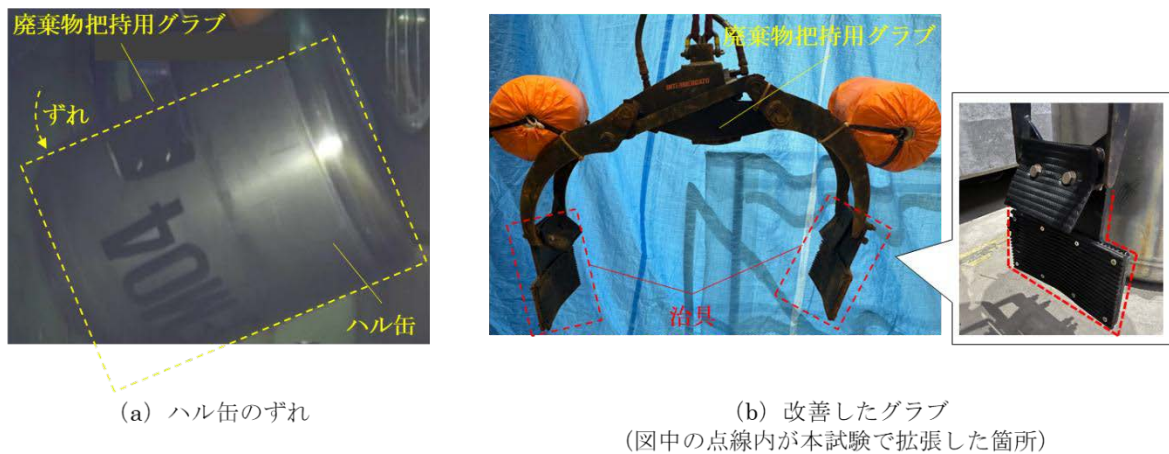 廃棄物把持用グラブ
ずれ
ハル缶
廃棄物把持用グラブ
治具
(a) ハル缶のずれ
(b) 改善したグラブ
(図中の点線内が本試験で拡張した箇所)